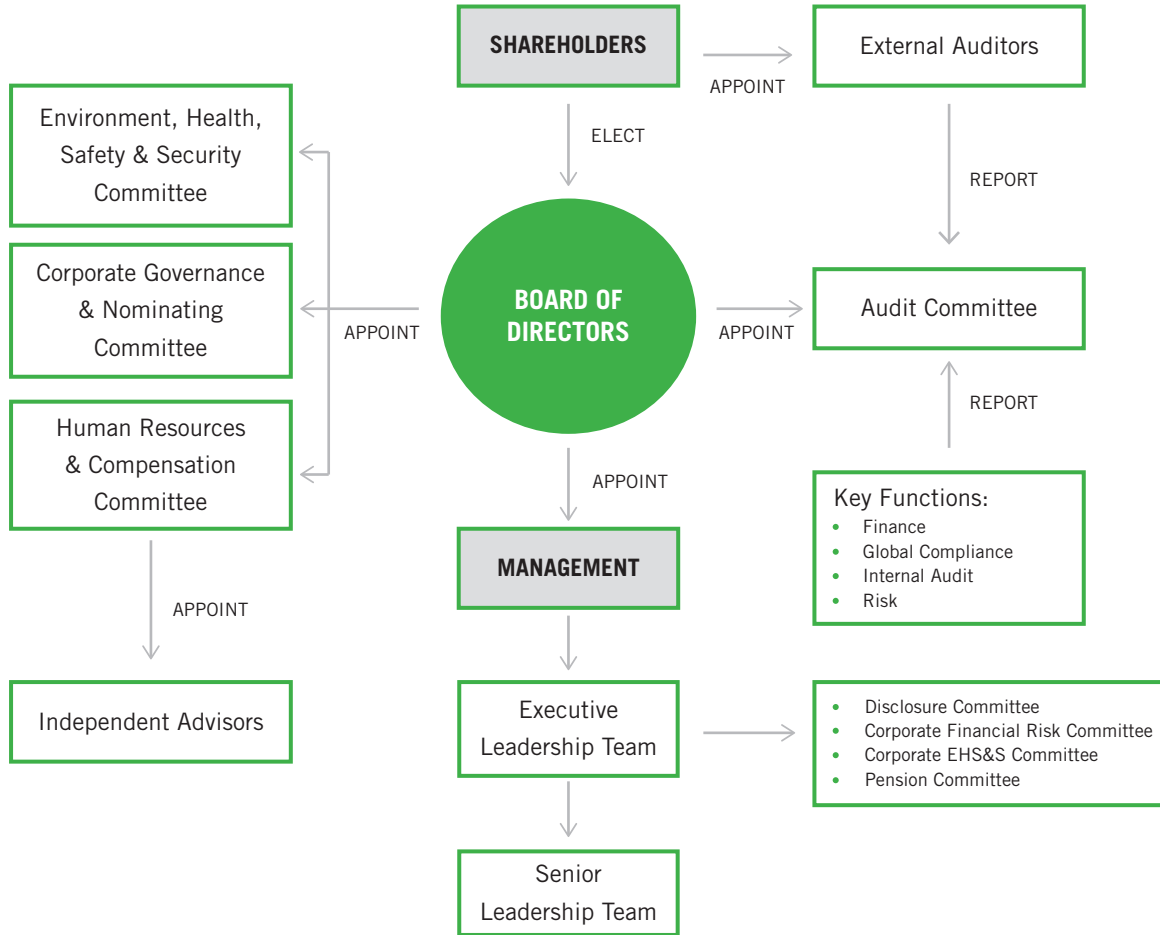 SHAREHOLDERS
APPOINT
External Auditors
ELECT
REPORT
Environment, Health,
Safety & Security
Committee
Corporate Governance
& Nominating
Committee
Human Resources
& Compensation
Committee
APPOINT
BOARD OF
DIRECTORS
APPOINT
Audit Committee
REPORT
APPOINT
Key Functions:
• Finance
• Global Compliance
• Internal Audit
• Risk
MANAGEMENT
APPOINT
Independent Advisors
Executive
Leadership Team
• Disclosure Committee
• Corporate Financial Risk Committee
• Corporate EHS&S Committee
• Pension Committee
Senior
Leadership Team